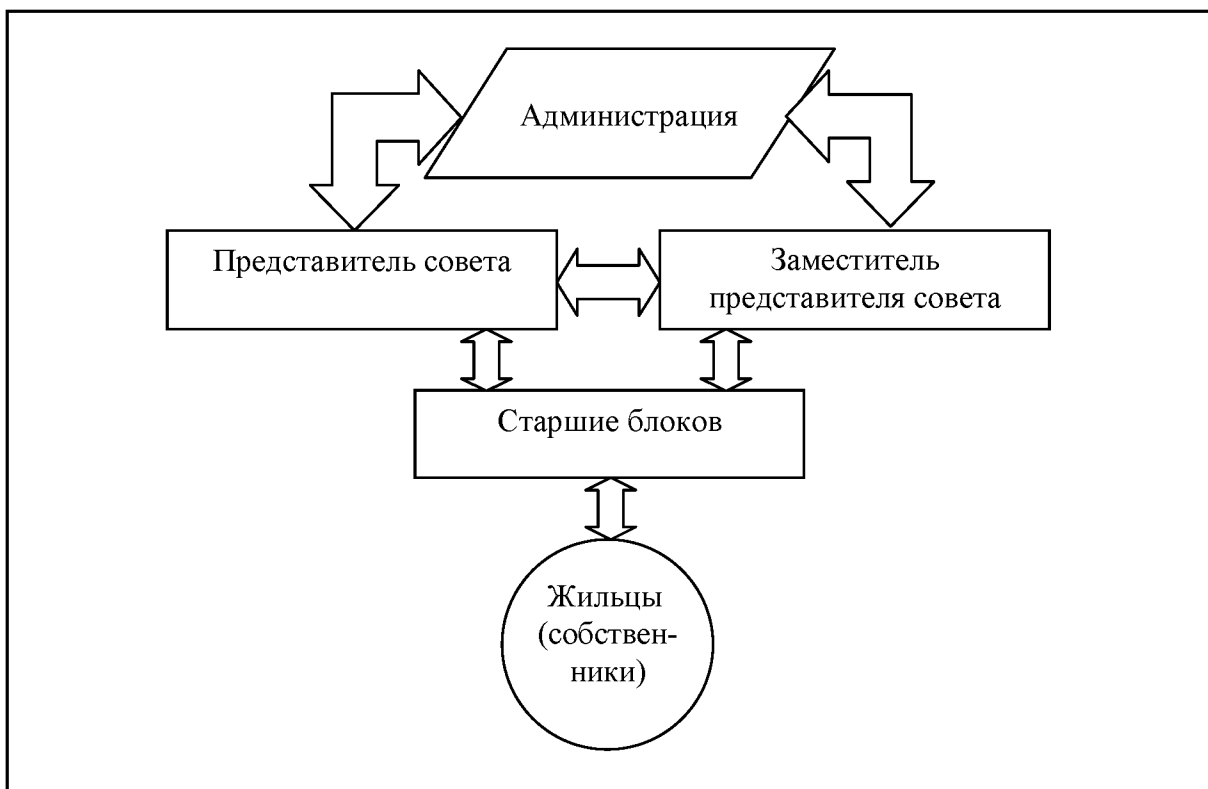 Администрация
Представитель совета
Заместитель
представителя совета
Старшие блоков
Жильцы
(собствен-
ники)